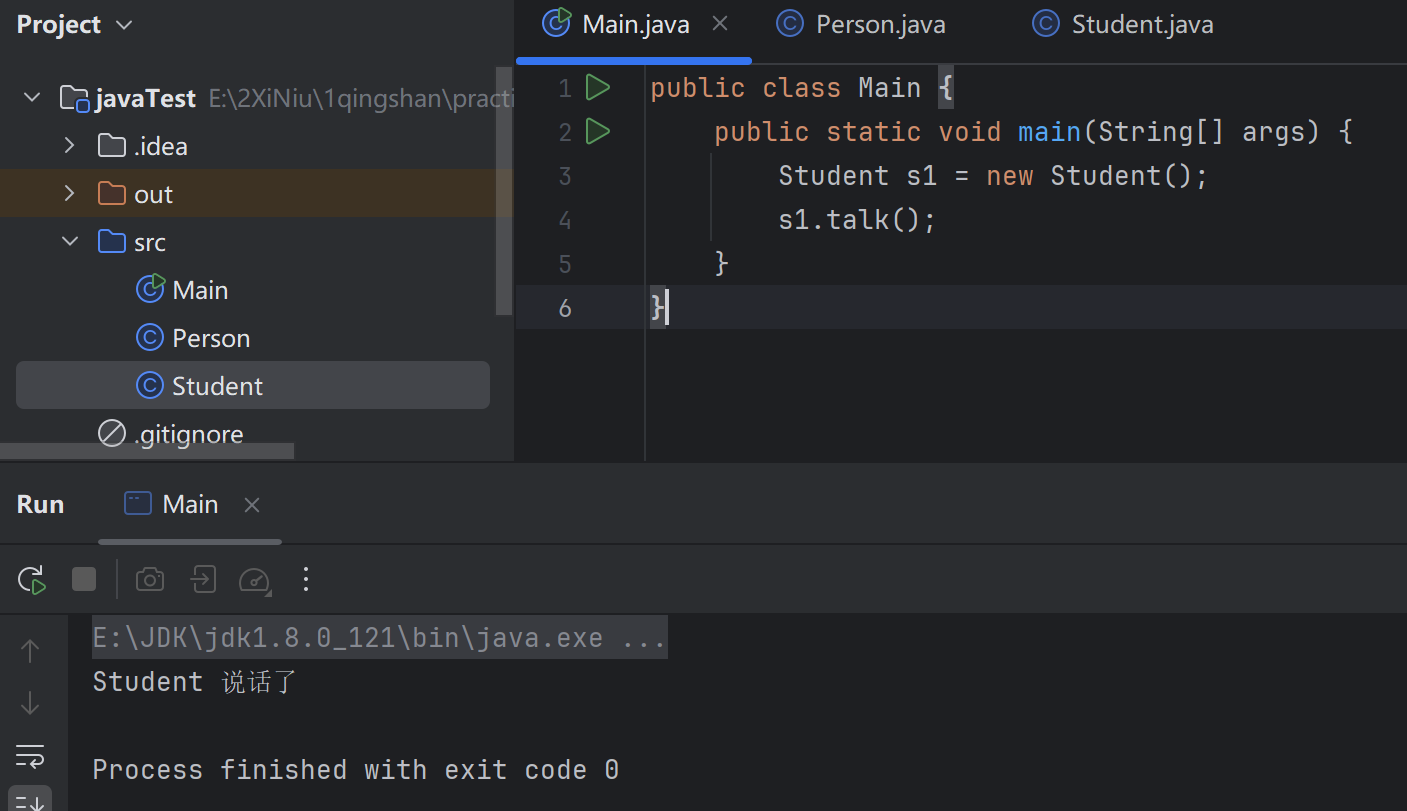 Project
Main.java
Person.java
Student.java
javaTest E:\2XiNiu\1qingshan\practi
.idea
out
src
Main
Person
Student
.gitignore
1 public class Main {
2 public static void main(String[] args) {
3 Student s1 = new Student();
4 s1.talk();
5 }
6 }
Run
Main
E:\JDK\jdk1.8.0_121\bin\java.exe ...
Student 说话了
Process finished with exit code 0